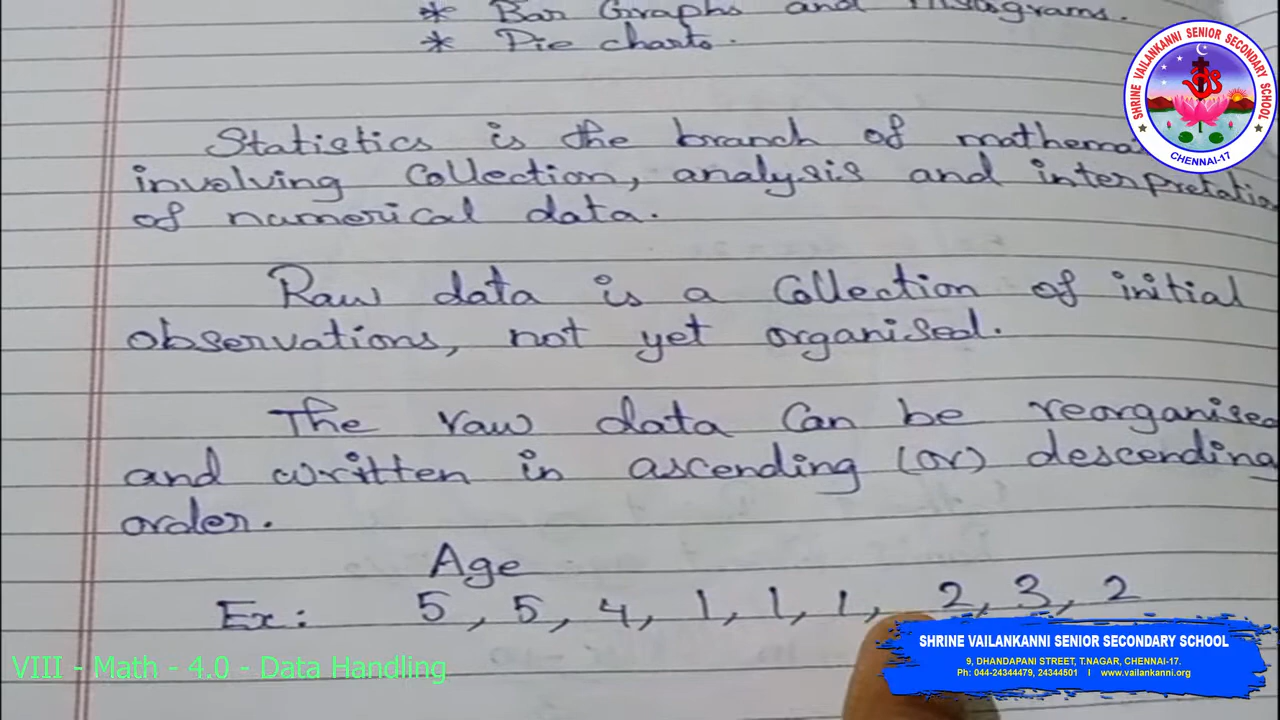 * Bar Graphs and Histograms.
* Pie charts.
Statistics is the branch of
involving Collection, analysis and interpretatio
of numerical data.
Raw data is a Collection of initial
observations, not yet organised.
The raw data Can be reorganised
and written in ascending (or) descending
order.
Age
Ex: 5, 5, 4, 1, 1, 1, 2, 3, 2
SHRINE VAILANKANNI SENIOR SECONDARY SCHOOL
CHENNAI-17
SHRINE VAILANKANNI SENIOR SECONDARY SCHOOL
9, DHANDAPANI STREET, T.NAGAR, CHENNAI-17.
Ph: 044-24344479, 24344501 I www.vailankanni.org
VIII - Math - 4.0 - Data Handling